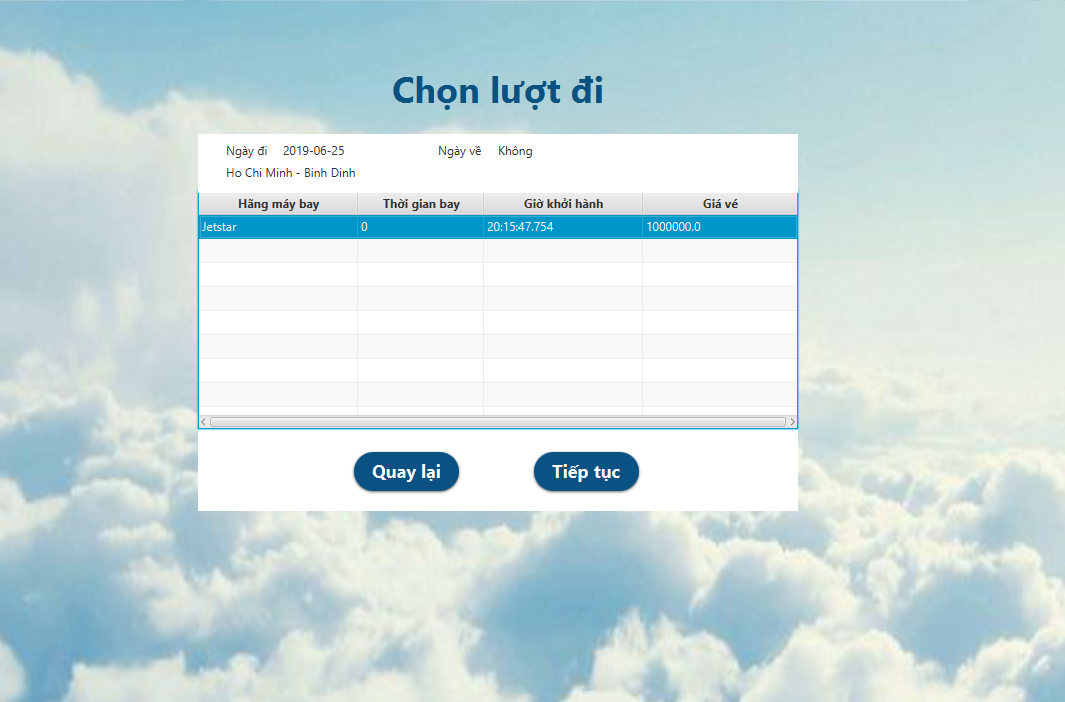 Chọn lượt đi
Ngày đi 2019-06-25 Ngày về Không
Ho Chi Minh - Binh Dinh
Hãng máy bay Thời gian bay Giờ khởi hành Giá vé
Jetstar 0 20:15:47.754 1000000.0
Quay lại Tiếp tục